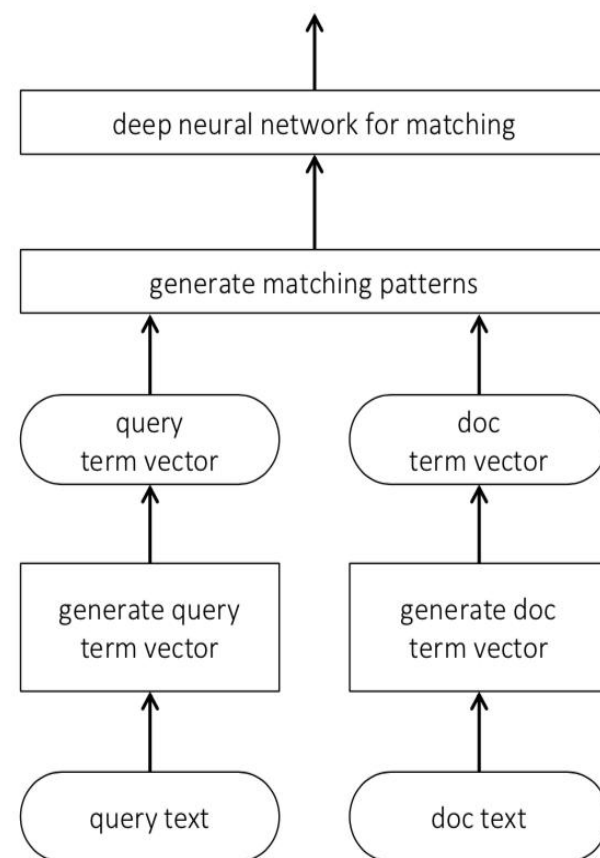 deep neural network for matching
generate matching patterns
query
term vector
doc
term vector
generate query
term vector
generate doc
term vector
query text
doc text